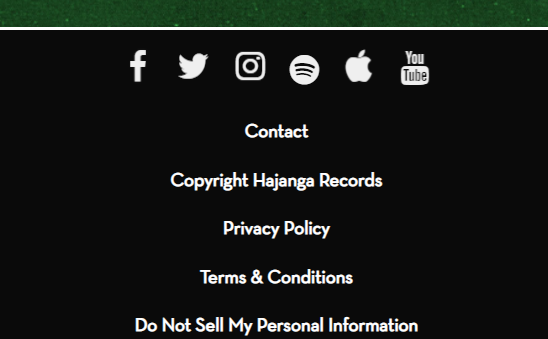 You
Tube
Contact
Copyright Hajanga Records
Privacy Policy
Terms & Conditions
Do Not Sell My Personal Information